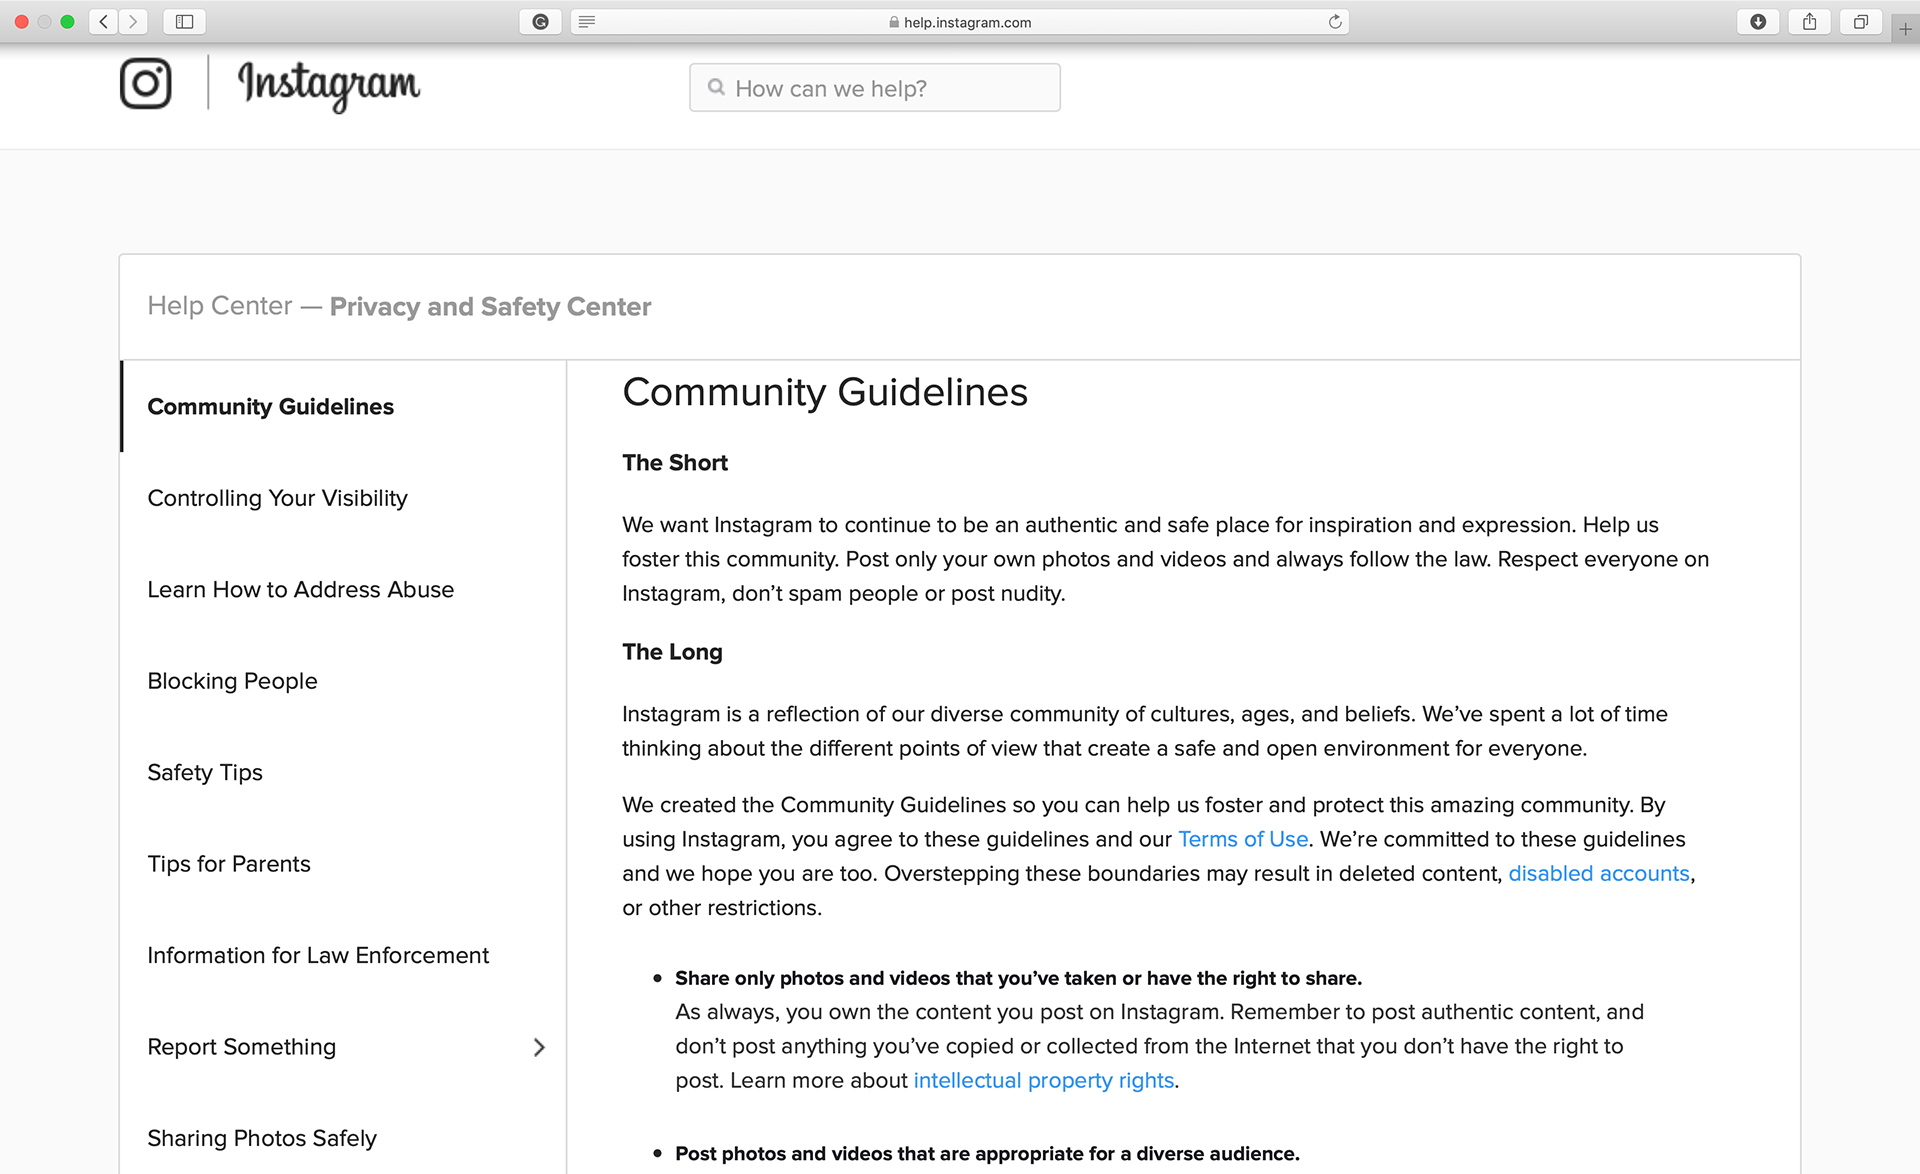 help.instagram.com
Instagram
How can we help?
Help Center — Privacy and Safety Center
Community Guidelines
Controlling Your Visibility
Learn How to Address Abuse
Blocking People
Safety Tips
Tips for Parents
Information for Law Enforcement
Report Something
Sharing Photos Safely
Community Guidelines
The Short
We want Instagram to continue to be an authentic and safe place for inspiration and expression. Help us
foster this community. Post only your own photos and videos and always follow the law. Respect everyone on
Instagram, don’t spam people or post nudity.
The Long
Instagram is a reflection of our diverse community of cultures, ages, and beliefs. We’ve spent a lot of time
thinking about the different points of view that create a safe and open environment for everyone.
We created the Community Guidelines so you can help us foster and protect this amazing community. By
using Instagram, you agree to these guidelines and our Terms of Use. We’re committed to these guidelines
and we hope you are too. Overstepping these boundaries may result in deleted content, disabled accounts,
or other restrictions.
• Share only photos and videos that you’ve taken or have the right to share.
As always, you own the content you post on Instagram. Remember to post authentic content, and
don’t post anything you’ve copied or collected from the Internet that you don’t have the right to
post. Learn more about intellectual property rights.
• Post photos and videos that are appropriate for a diverse audience.